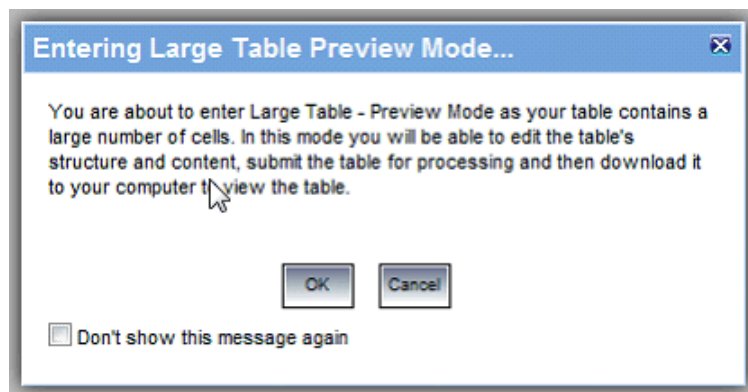 Entering Large Table Preview Mode...
You are about to enter Large Table - Preview Mode as your table contains a
large number of cells. In this mode you will be able to edit the table's
structure and content, submit the table for processing and then download it
to your computer to view the table.
OK Cancel
Don't show this message again